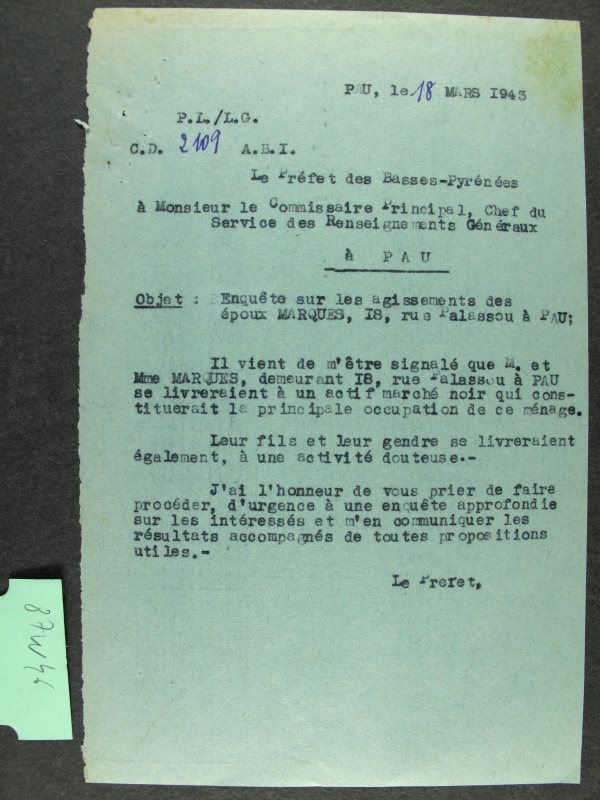 PAU, le 18 MARS 1943
P.L./L.G.
C.D. 2109 A.B.I.
Le Préfet des Basses-Pyrénées
à Monsieur le Commissaire Principal, Chef du
Service des Renseignements Généraux
à PAU
Objet : Enquête sur les agissements des
époux MARQUES, I8, rue Palassou à PAU;
Il vient de m'être signalé que M. et
Mme MARQUES, demeurant I8, rue Palassou à PAU
se livreraient à un actif marché noir qui cons-
tituerait la principale occupation de ce ménage.
Leur fils et leur gendre se livreraient
également, à une activité douteuse.-
J'ai l'honneur de vous prier de faire
procéder, d'urgence à une enquête approfondie
sur les intéressés et m'en communiquer les
résultats accompagnés de toutes propositions
utiles.-
Le Prefet,
87W46